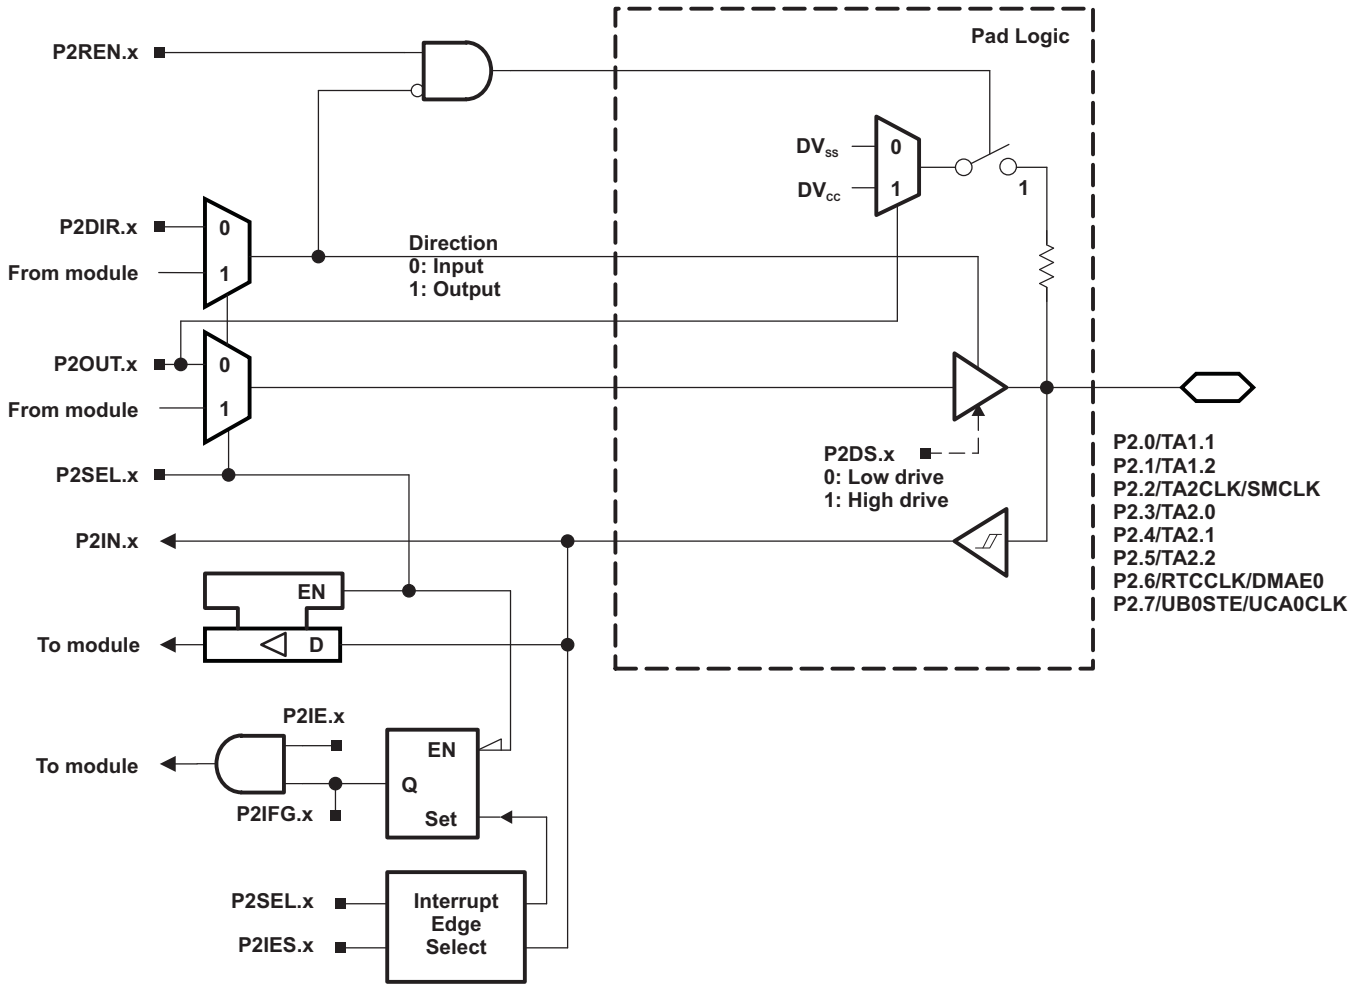 Pad Logic
P2REN.x
DVSS
0
DVCC
1
1
P2DIR.x
0
From module
1
Direction
0: Input
1: Output
P2OUT.x
0
From module
1
P2DS.x
0: Low drive
1: High drive
P2SEL.x
P2IN.x
P2.0/TA1.1
P2.1/TA1.2
P2.2/TA2CLK/SMCLK
P2.3/TA2.0
P2.4/TA2.1
P2.5/TA2.2
P2.6/RTCCLK/DMAE0
P2.7/UB0STE/UCA0CLK
EN
To module
D
P2IE.x
To module
EN
Q
P2IFG.x
Set
P2SEL.x
P2IES.x
Interrupt
Edge
Select